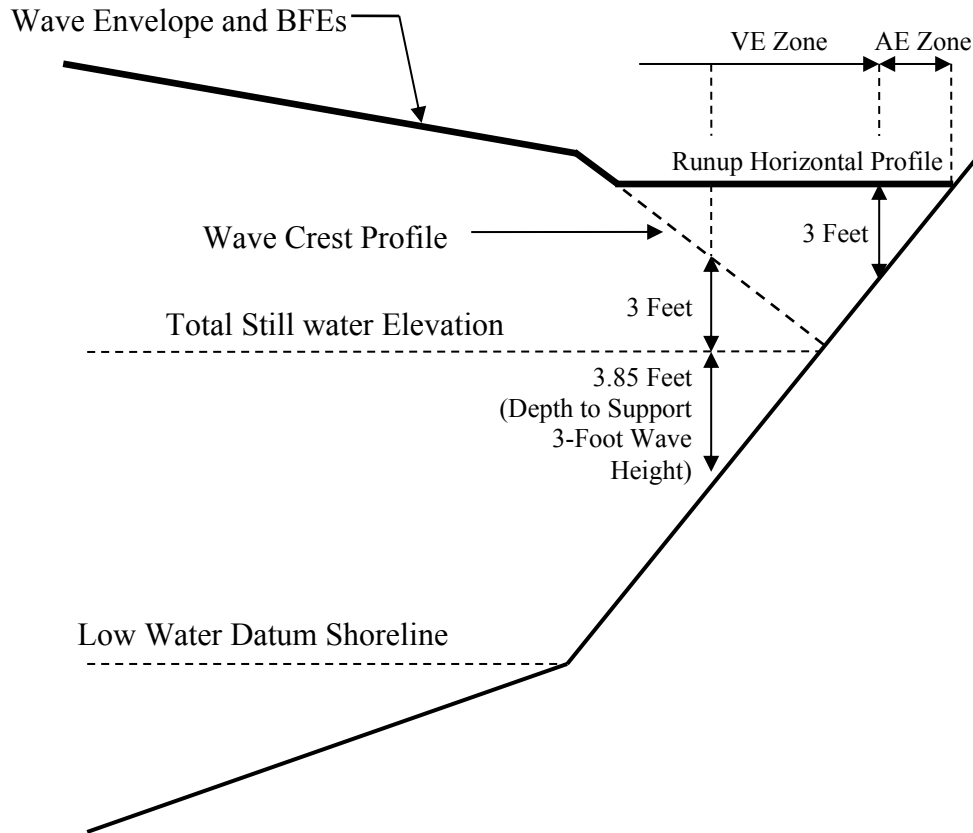 Wave Envelope and BFEs
VE Zone
AE Zone
Runup Horizontal Profile
Wave Crest Profile
3 Feet
3 Feet
Total Still water Elevation
3.85 Feet
(Depth to Support
3-Foot Wave
Height)
Low Water Datum Shoreline